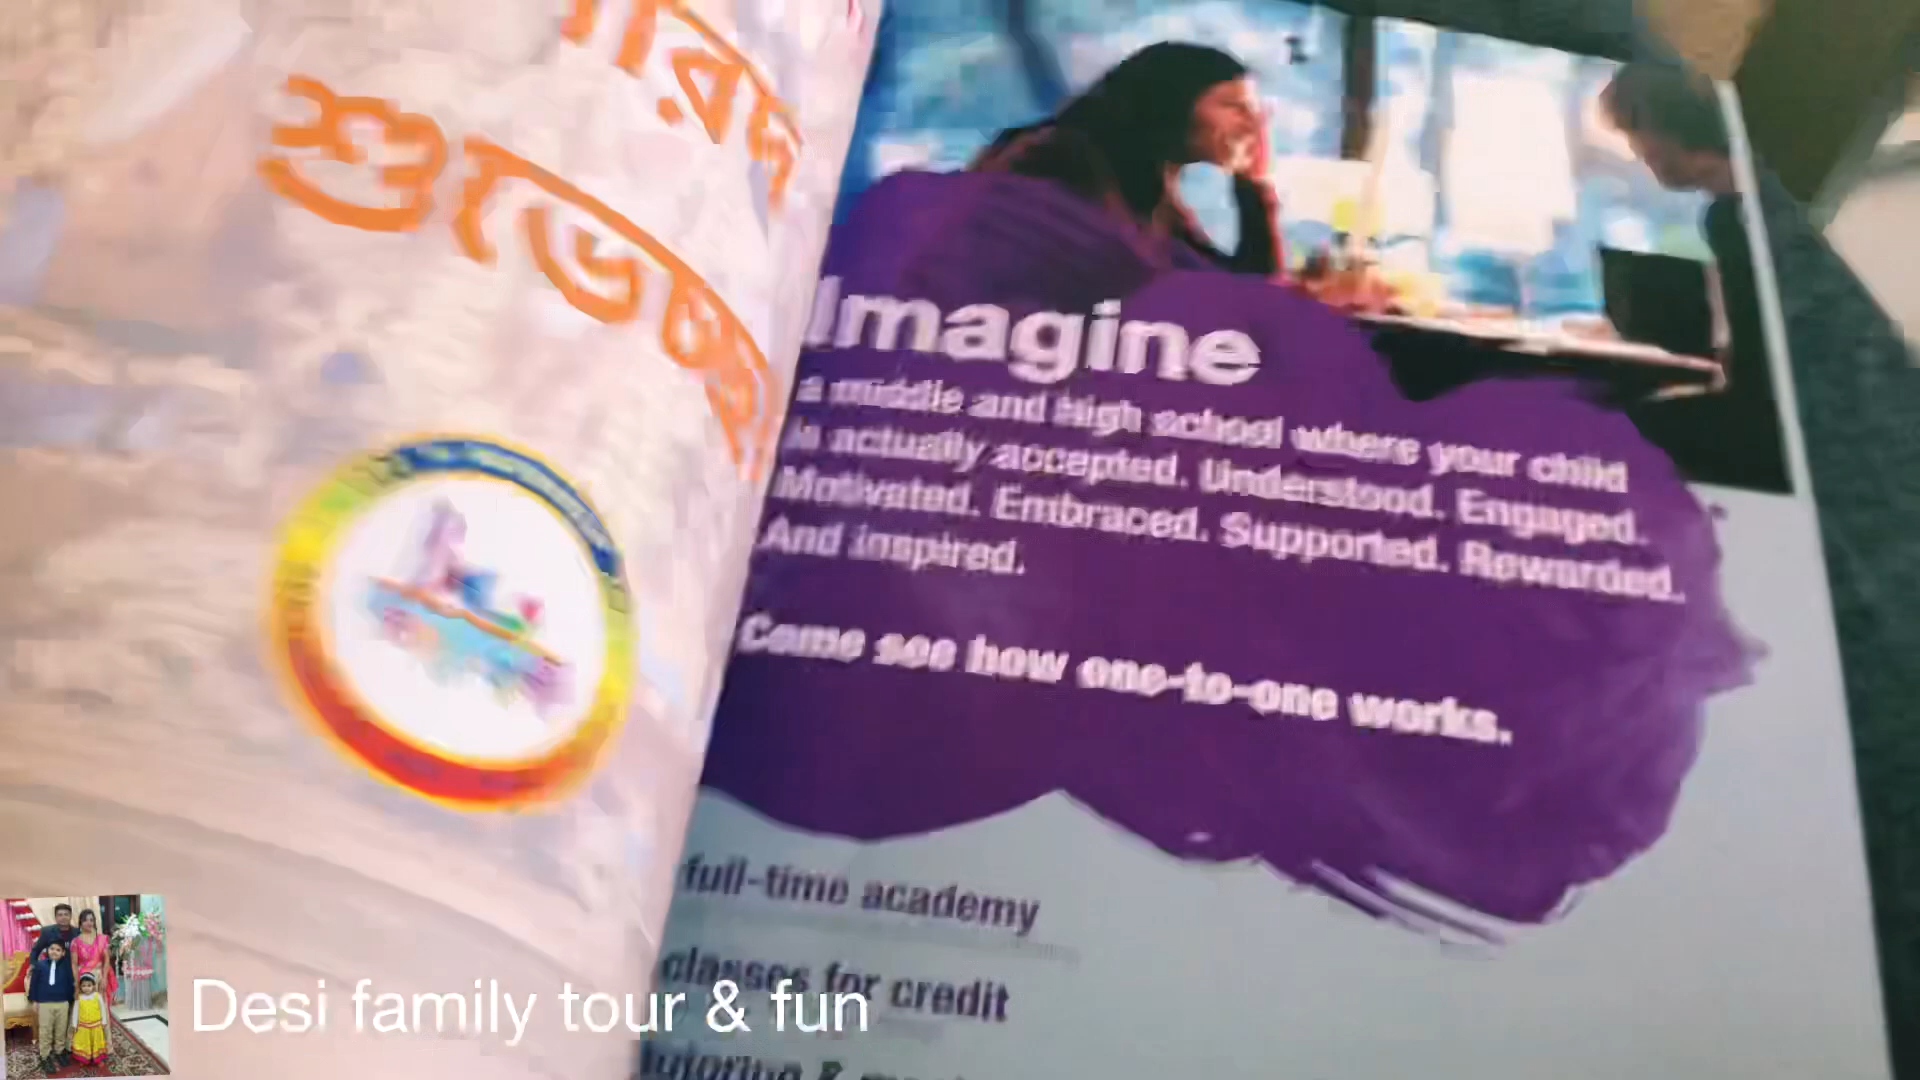 Imagine
a middle and high school where your child
is actually accepted. Understood. Engaged.
Motivated. Embraced. Supported. Rewarded.
And inspired.
Come see how one-to-one works.
full-time academy
classes for credit
tutoring &
Desi family tour & fun